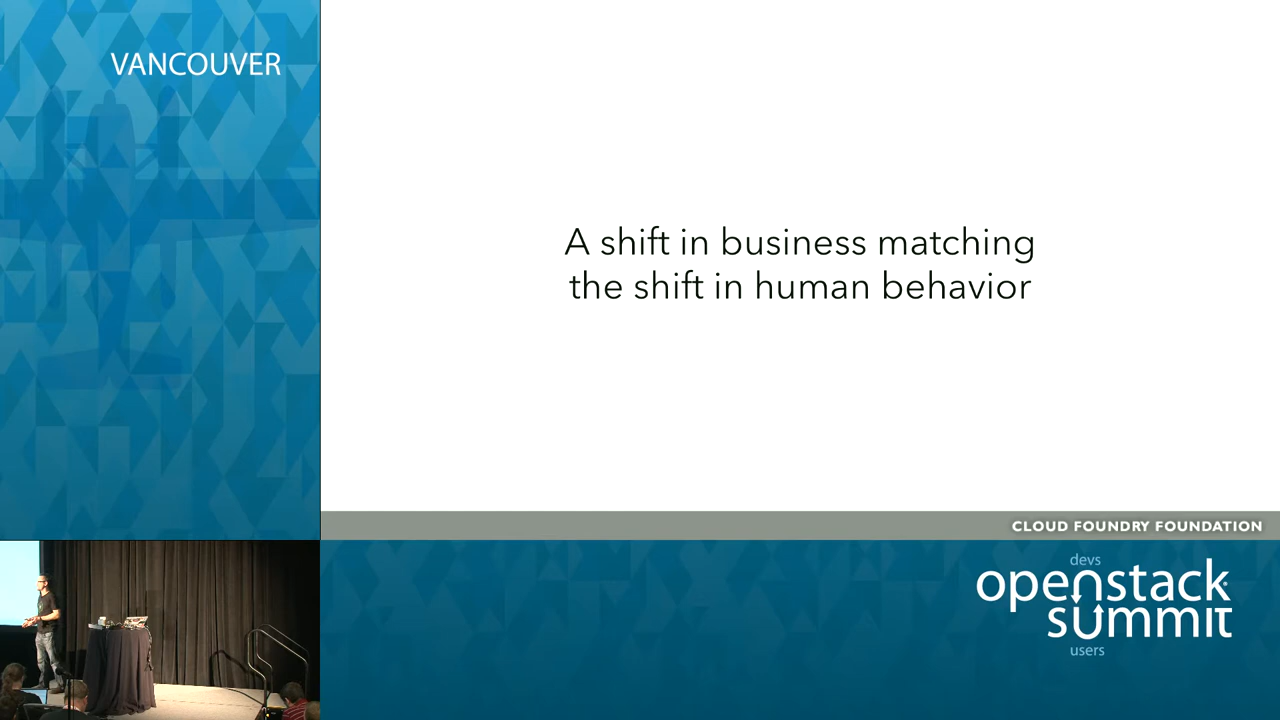 VANCOUVER
A shift in business matching
the shift in human behavior
CLOUD FOUNDRY FOUNDATION
devs
openstack
summit
users